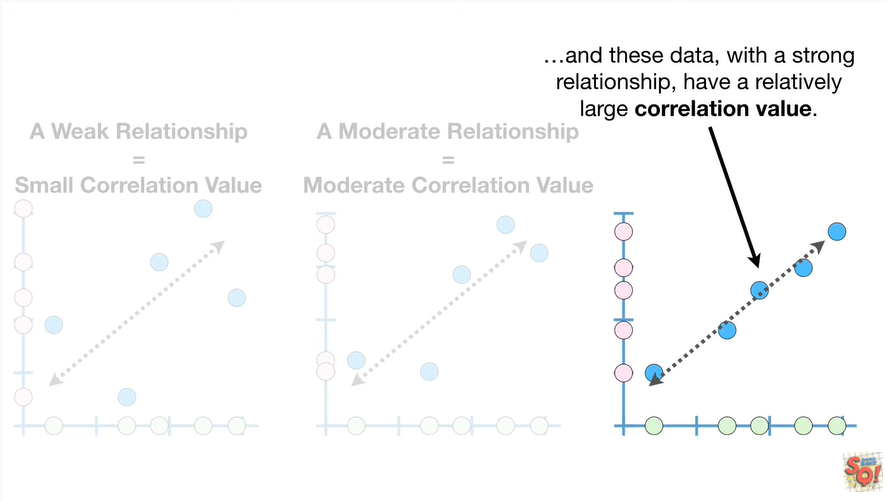 …and these data, with a strong
relationship, have a relatively
large correlation value.
A Weak Relationship
=
Small Correlation Value
A Moderate Relationship
=
Moderate Correlation Value
SQ!